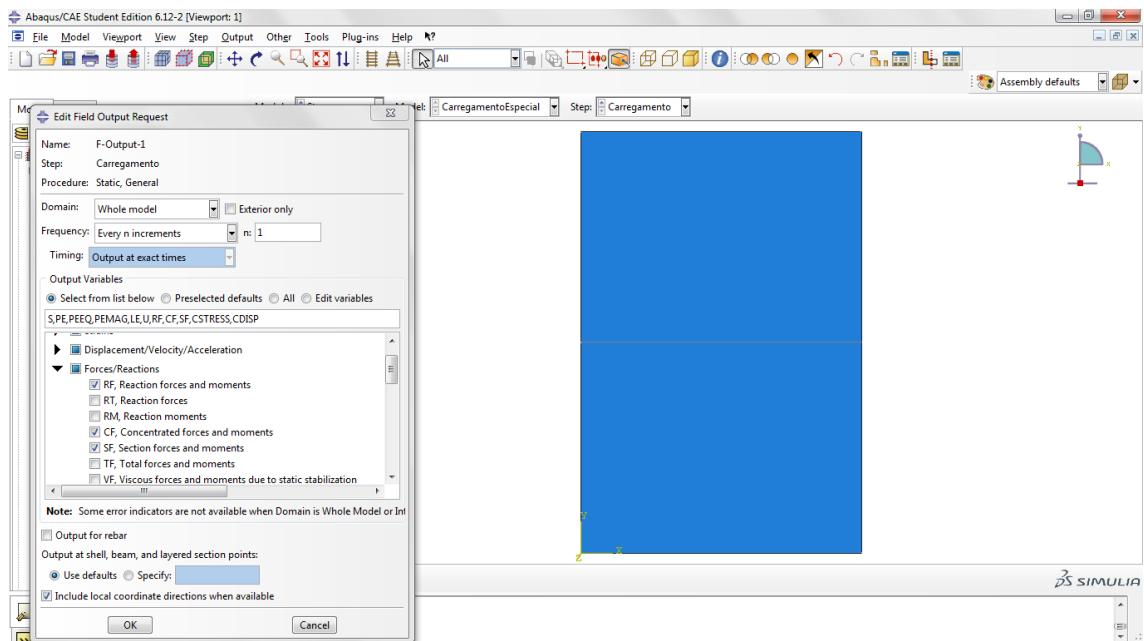 Abaqus/CAE Student Edition 6.12-2 [Viewport: 1]
File Model Viewport View Step Output Other Tools Plug-ins Help
All
Assembly defaults
CarregamentoEspecial Step: Carregamento
Edit Field Output Request
Name: F-Output-1
Step: Carregamento
Procedure: Static, General
Domain: Whole model Exterior only
Frequency: Every n increments n: 1
Timing: Output at exact times
Output Variables
Select from list below Preselected defaults All Edit variables
S,PE,PEEQ,PEMAG,LE,U,RF,CF,SF,CSTRESS,CDISP
Displacement/Velocity/Acceleration
Forces/Reactions
RF, Reaction forces and moments
RT, Reaction forces
RM, Reaction moments
CF, Concentrated forces and moments
SF, Section forces and moments
TF, Total forces and moments
VF, Viscous forces and moments due to static stabilization
Note: Some error indicators are not available when Domain is Whole Model or Int
Output for rebar
Output at shell, beam, and layered section points:
Use defaults Specify:
Include local coordinate directions when available
OK Cancel
Y
X
Z
SIMULIA